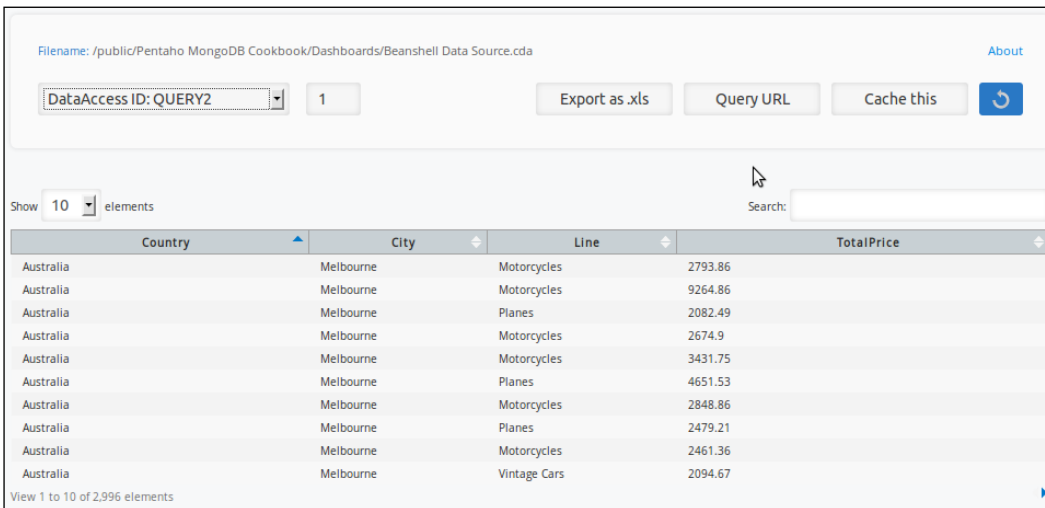 Filename: /public/Pentaho MongoDB Cookbook/Dashboards/Beanshell Data Source.cda About
DataAccess ID: QUERY2 1 Export as .xls Query URL Cache this
Show 10 elements Search:
Country City Line TotalPrice
Australia Melbourne Motorcycles 2793.86
Australia Melbourne Motorcycles 9264.86
Australia Melbourne Planes 2082.49
Australia Melbourne Motorcycles 2674.9
Australia Melbourne Motorcycles 3431.75
Australia Melbourne Planes 4651.53
Australia Melbourne Motorcycles 2848.86
Australia Melbourne Planes 2479.21
Australia Melbourne Motorcycles 2461.36
Australia Melbourne Vintage Cars 2094.67
View 1 to 10 of 2,996 elements